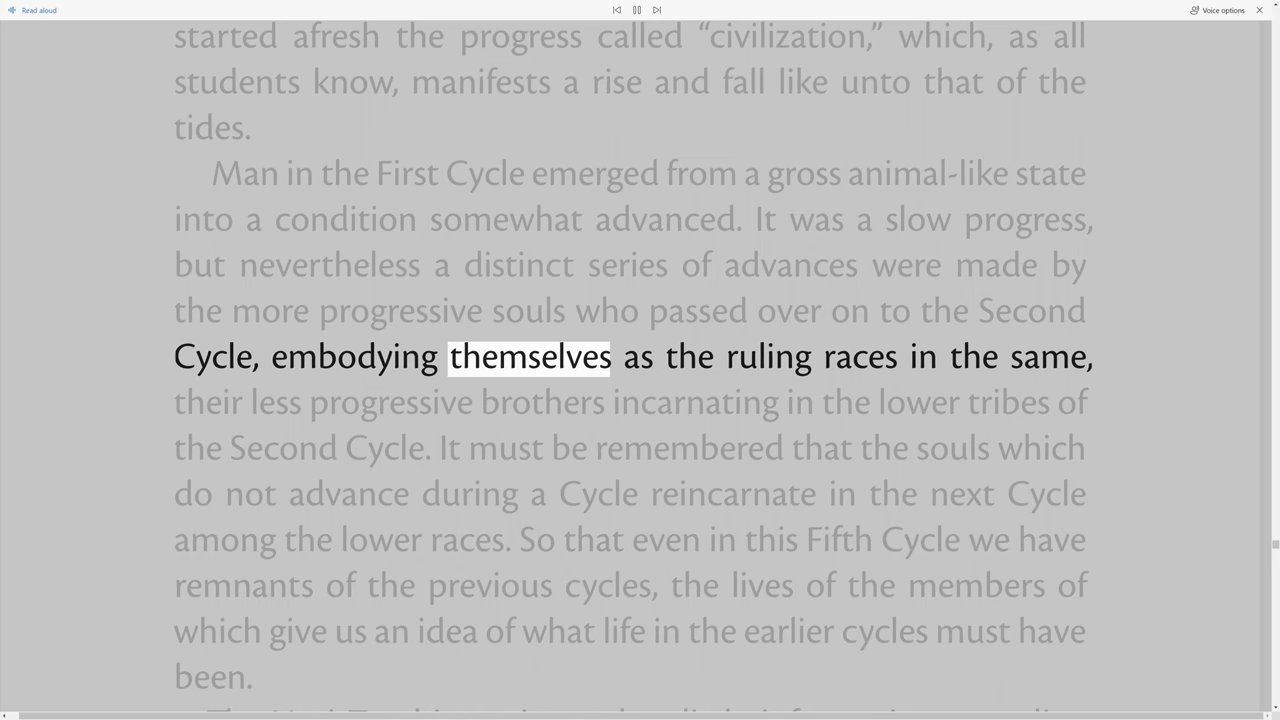 Read aloud
Voice options
started afresh the progress called “civilization,” which, as all
students know, manifests a rise and fall like unto that of the
tides.
Man in the First Cycle emerged from a gross animal-like state
into a condition somewhat advanced. It was a slow progress,
but nevertheless a distinct series of advances were made by
the more progressive souls who passed over on to the Second
Cycle, embodying themselves as the ruling races in the same,
their less progressive brothers incarnating in the lower tribes of
the Second Cycle. It must be remembered that the souls which
do not advance during a Cycle reincarnate in the next Cycle
among the lower races. So that even in this Fifth Cycle we have
remnants of the previous cycles, the lives of the members of
which give us an idea of what life in the earlier cycles must have
been.